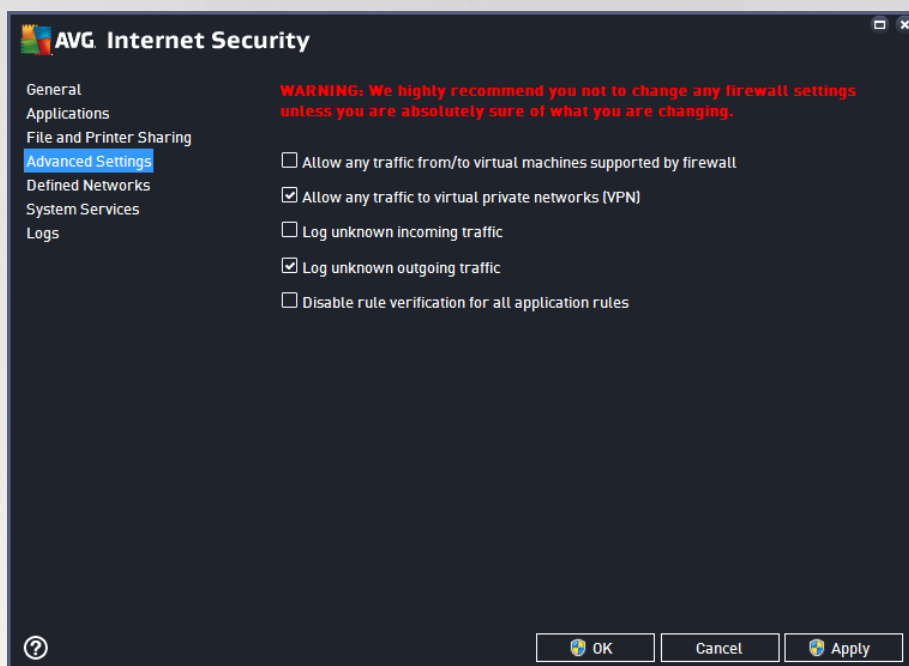 AVG Internet Security
General
Applications
File and Printer Sharing
Advanced Settings
Defined Networks
System Services
Logs
WARNING: We highly recommend you not to change any firewall settings
unless you are absolutely sure of what you are changing.
Allow any traffic from/to virtual machines supported by firewall
Allow any traffic to virtual private networks (VPN)
Log unknown incoming traffic
Log unknown outgoing traffic
Disable rule verification for all application rules
?
OK
Cancel
Apply